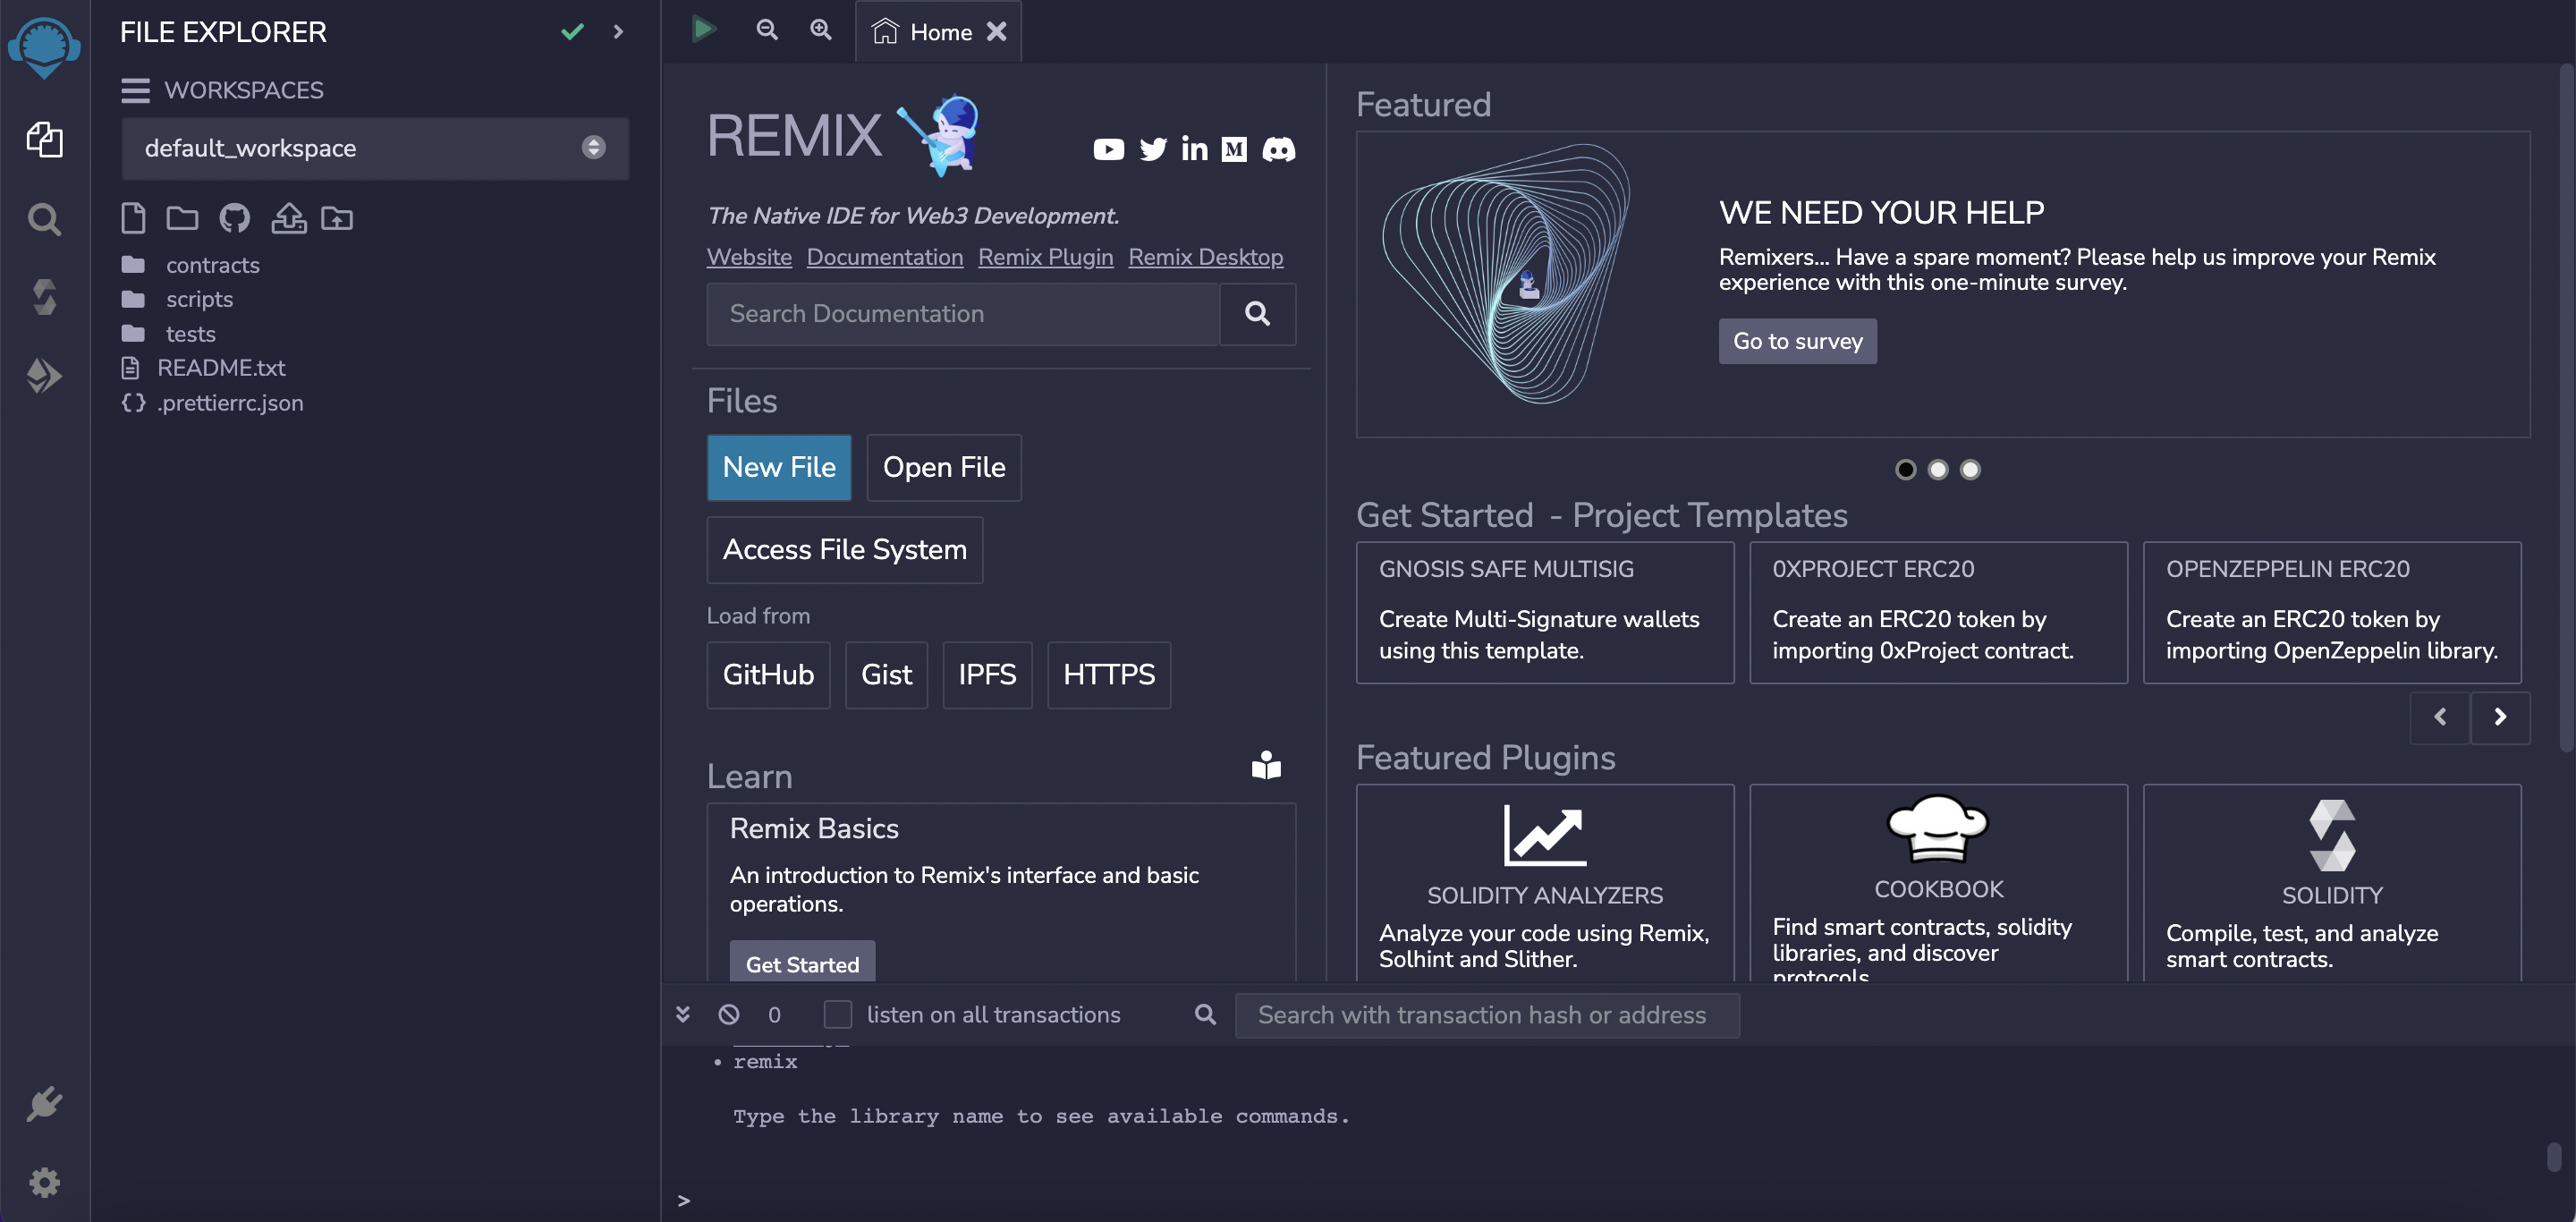 FILE EXPLORER
WORKSPACES
default_workspace
contracts
scripts
tests
README.txt
.prettierrc.json
Home
REMIX
The Native IDE for Web3 Development.
Website Documentation Remix Plugin Remix Desktop
Search Documentation
Files
New File Open File
Access File System
Load from
GitHub Gist IPFS HTTPS
Learn
Remix Basics
An introduction to Remix's interface and basic
operations.
Get Started
Featured
WE NEED YOUR HELP
Remixers... Have a spare moment? Please help us improve your Remix
experience with this one-minute survey.
Go to survey
Get Started - Project Templates
GNOSIS SAFE MULTISIG
Create Multi-Signature wallets
using this template.
0XPROJECT ERC20
Create an ERC20 token by
importing 0xProject contract.
OPENZEPPELIN ERC20
Create an ERC20 token by
importing OpenZeppelin library.
Featured Plugins
SOLIDITY ANALYZERS
Analyze your code using Remix,
Solhint and Slither.
COOKBOOK
Find smart contracts, solidity
libraries, and discover
protocols
SOLIDITY
Compile, test, and analyze
smart contracts.
0 listen on all transactions Search with transaction hash or address
• remix
Type the library name to see available commands.
>